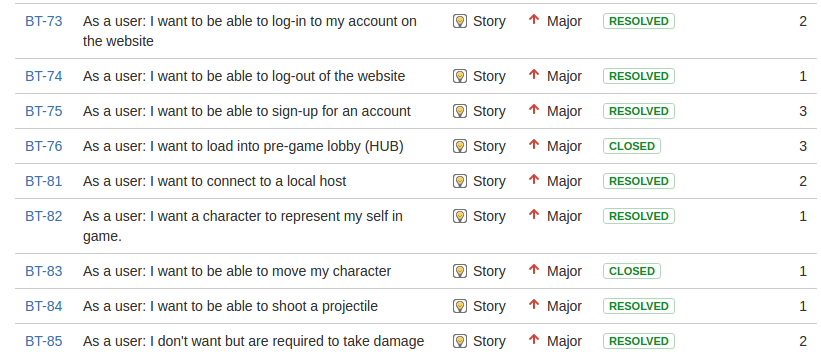 BT-73 As a user: I want to be able to log-in to my account on Story Major RESOLVED 2
the website
BT-74 As a user: I want to be able to log-out of the website Story Major RESOLVED 1
BT-75 As a user: I want to be able to sign-up for an account Story Major RESOLVED 3
BT-76 As a user: I want to load into pre-game lobby (HUB) Story Major CLOSED 3
BT-81 As a user: I want to connect to a local host Story Major RESOLVED 2
BT-82 As a user: I want a character to represent my self in Story Major RESOLVED 1
game.
BT-83 As a user: I want to be able to move my character Story Major CLOSED 1
BT-84 As a user: I want to be able to shoot a projectile Story Major RESOLVED 1
BT-85 As a user: I don't want but are required to take damage Story Major RESOLVED 2